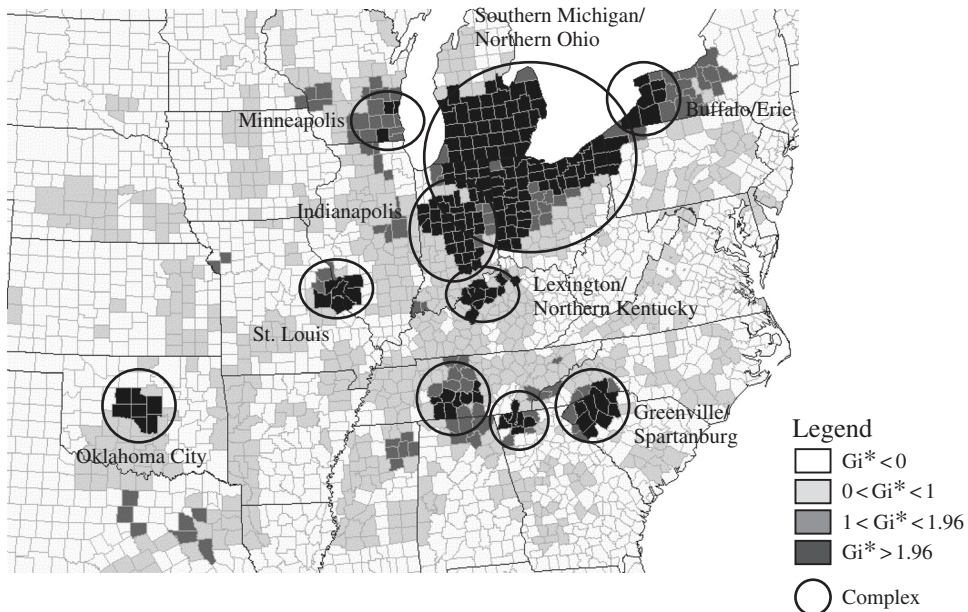 Southern Michigan/
Northern Ohio
Minneapolis
Buffalo/Erie
Indianapolis
Lexington/
Northern Kentucky
St. Louis
Greenville/
Spartanburg
Oklahoma City
Legend
Gi* < 0
0 < Gi* < 1
1 < Gi* < 1.96
Gi* > 1.96
Complex